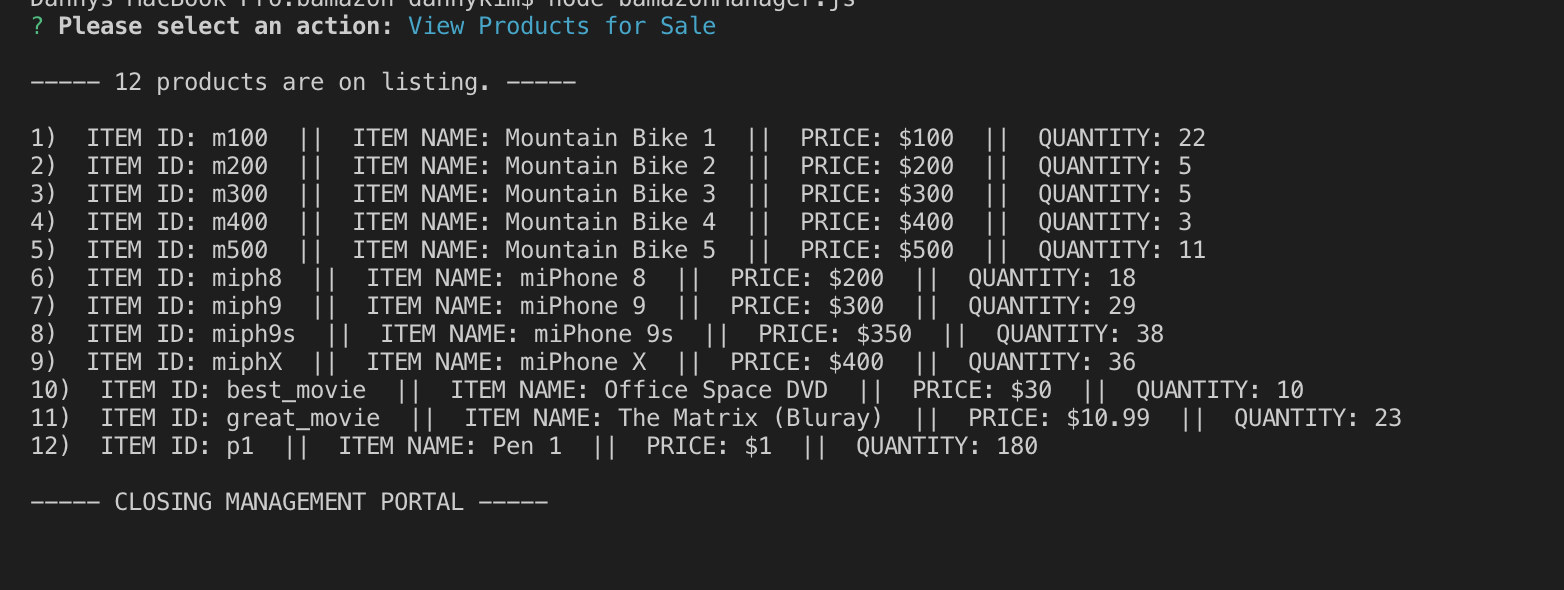 Dannys-MacBook-Pro:bamazon dannykim$ node bamazonManager.js
? Please select an action: View Products for Sale
----- 12 products are on listing. -----
1)  ITEM ID: m100  ||  ITEM NAME: Mountain Bike 1  ||  PRICE: $100  ||  QUANTITY: 22
2)  ITEM ID: m200  ||  ITEM NAME: Mountain Bike 2  ||  PRICE: $200  ||  QUANTITY: 5
3)  ITEM ID: m300  ||  ITEM NAME: Mountain Bike 3  ||  PRICE: $300  ||  QUANTITY: 5
4)  ITEM ID: m400  ||  ITEM NAME: Mountain Bike 4  ||  PRICE: $400  ||  QUANTITY: 3
5)  ITEM ID: m500  ||  ITEM NAME: Mountain Bike 5  ||  PRICE: $500  ||  QUANTITY: 11
6)  ITEM ID: miph8  ||  ITEM NAME: miPhone 8  ||  PRICE: $200  ||  QUANTITY: 18
7)  ITEM ID: miph9  ||  ITEM NAME: miPhone 9  ||  PRICE: $300  ||  QUANTITY: 29
8)  ITEM ID: miph9s  ||  ITEM NAME: miPhone 9s  ||  PRICE: $350  ||  QUANTITY: 38
9)  ITEM ID: miphX  ||  ITEM NAME: miPhone X  ||  PRICE: $400  ||  QUANTITY: 36
10)  ITEM ID: best_movie  ||  ITEM NAME: Office Space DVD  ||  PRICE: $30  ||  QUANTITY: 10
11)  ITEM ID: great_movie  ||  ITEM NAME: The Matrix (Bluray)  ||  PRICE: $10.99  ||  QUANTITY: 23
12)  ITEM ID: p1  ||  ITEM NAME: Pen 1  ||  PRICE: $1  ||  QUANTITY: 180
----- CLOSING MANAGEMENT PORTAL -----